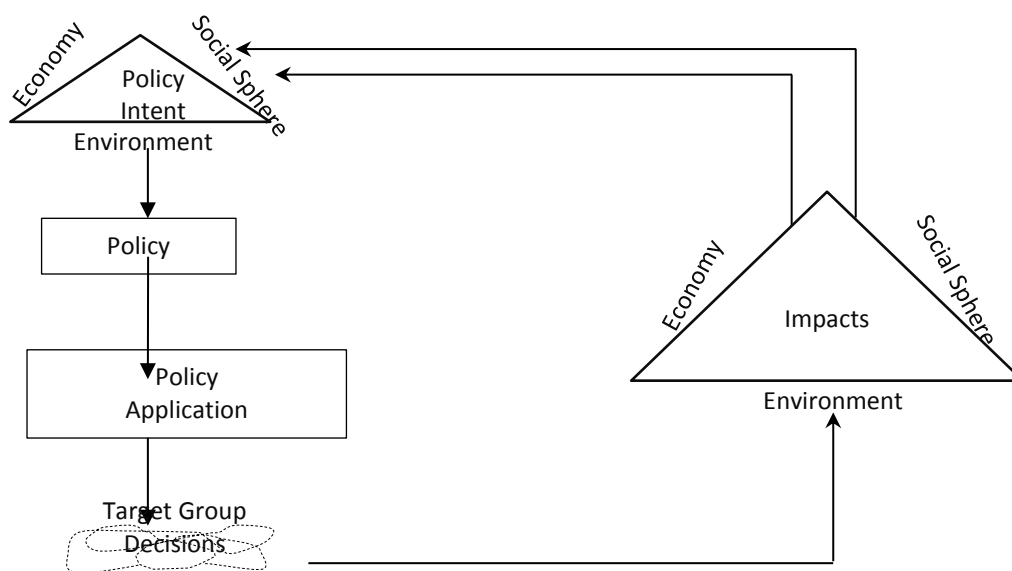 Economy
Social Sphere
Policy
Intent
Environment
Policy
Policy
Application
Target Group
Decisions
Economy
Social Sphere
Impacts
Environment